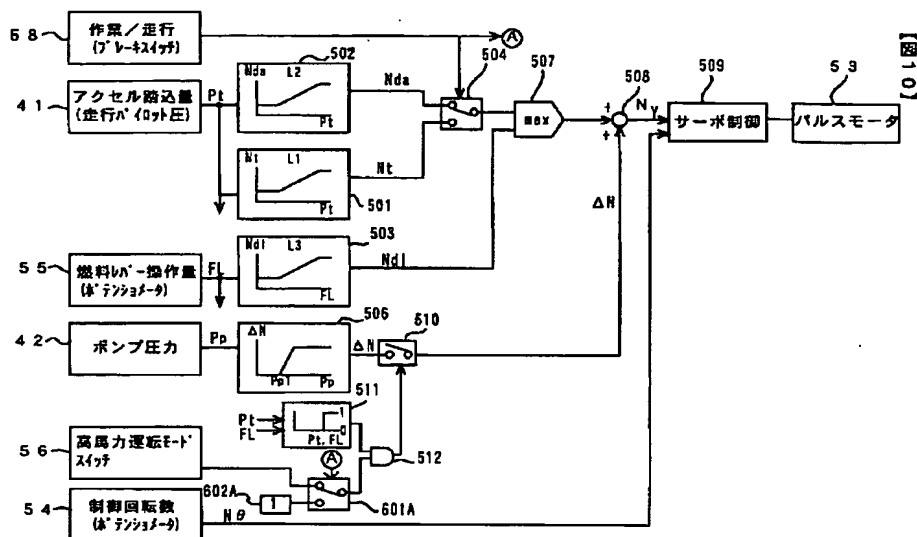 【図10】
58
作業／走行
(ブレーキスイッチ)
A
502
Nda
L2
Pt
Nda
504
507
max
508
+
+
Ny
509
サーボ制御
53
パルスモータ
41
アクセル踏込量
(走行パイロット圧)
Pt
Nt
L1
Pt
Nt
501
ΔN
55
燃料レバー操作量
(ポテンショメータ)
FL
503
Ndl
L3
FL
Ndl
42
ポンプ圧力
Pp
506
ΔN
Pp1
Pp
ΔN
510
511
Pt
FL
1
0
Pt, FL
512
56
高馬力運転モード
スイッチ
A
602A
1
601A
54
制御回転数
(ポテンショメータ)
Nθ